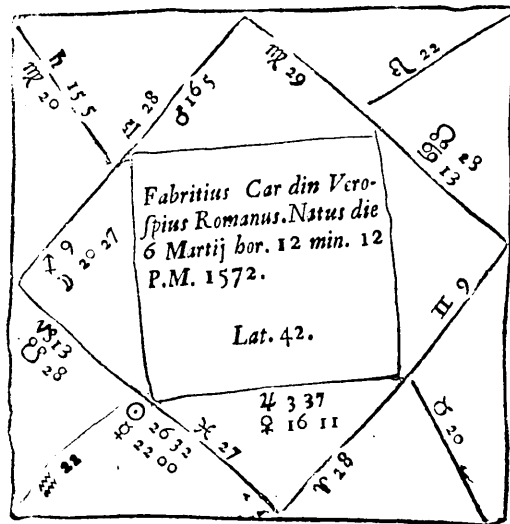 ♍ 29
♌ 22
♄ 15 5
♏ 20
♎ 28
♂ 16 5
☊ 23
♋ 13
Fabritius Car din Vero-
ſpius Romanus. Natus die
6 Martij hor. 12 min. 12
P.M. 1572.
Lat. 42.
♐ 9
☽ 20 27
♊ 9
♑ 13
☋ 28
☉ 26 32
☿ 22 00
♓ 27
♃ 3 37
♀ 16 11
♉ 20
♒ 22
♈ 28